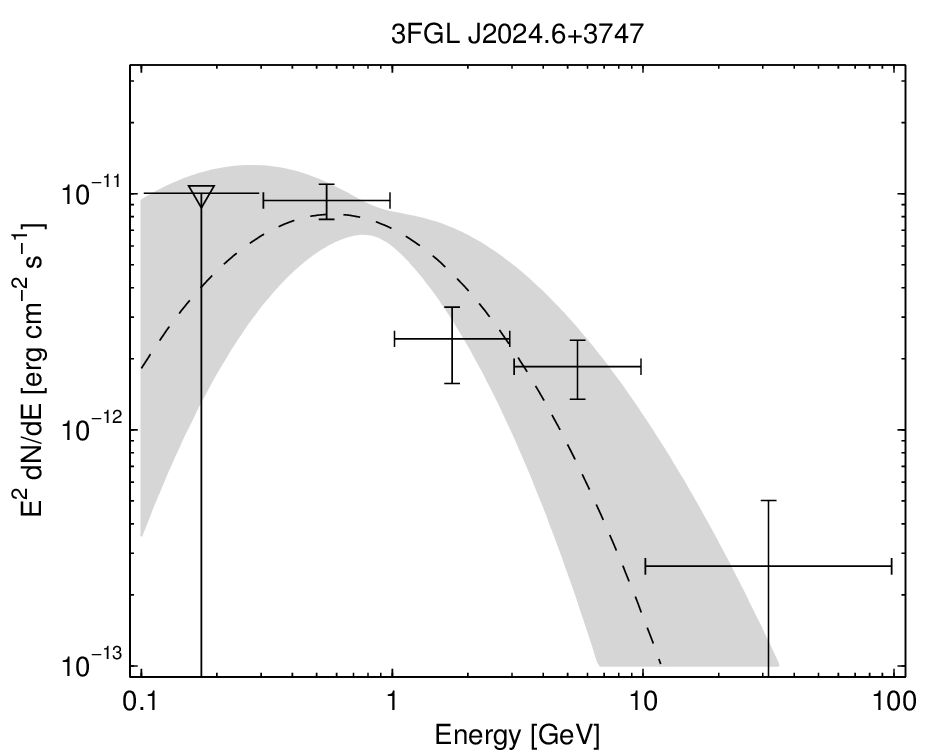 3FGL J2024.6+3747
10⁻¹¹
10⁻¹²
10⁻¹³
E² dN/dE [erg cm⁻² s⁻¹]
0.1 1 10 100
Energy [GeV]